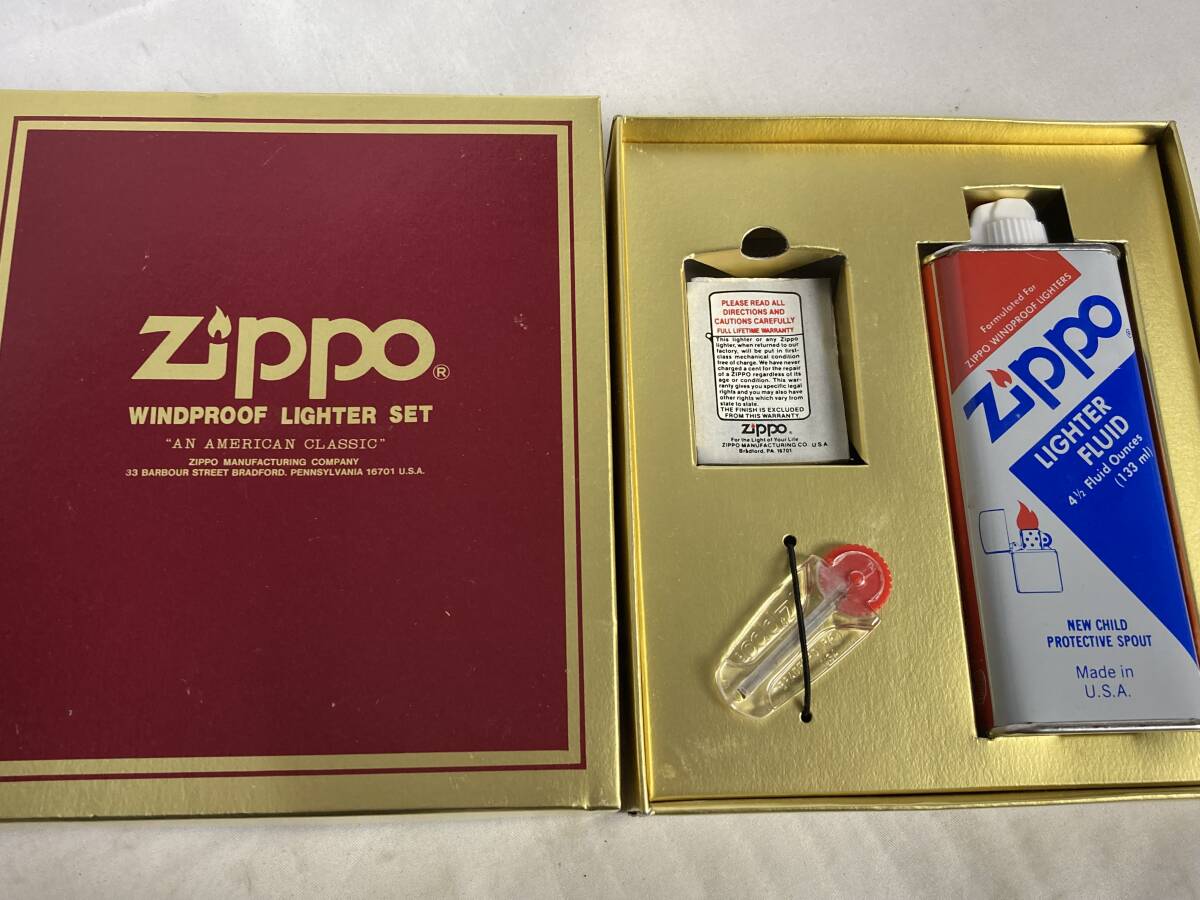 Zippo®
WINDPROOF LIGHTER SET
"AN AMERICAN CLASSIC"
ZIPPO MANUFACTURING COMPANY
33 BARBOUR STREET BRADFORD. PENNSYLVANIA 16701 U.S.A.
PLEASE READ ALL
DIRECTIONS AND
CAUTIONS CAREFULLY
FULL LIFETIME WARRANTY
This lighter or any Zippo
lighter, when returned to our
factory, will be put in first-
class mechanical condition
free of charge. We have never
charged a cent for the repair
of a ZIPPO regardless of its
age or condition. This war-
ranty gives you specific legal
rights and you may also have
other rights which vary from
state to state.
THE FINISH IS EXCLUDED
FROM THIS WARRANTY.
Zippo®
For the Light of Your Life
ZIPPO MANUFACTURING CO. U.S.A.
Bradford, PA. 16701
Formulated For
ZIPPO WINDPROOF LIGHTERS
Zippo®
LIGHTER
FLUID
4½ Fluid Ounces
(133 ml)
NEW CHILD
PROTECTIVE SPOUT
Made in
U.S.A.